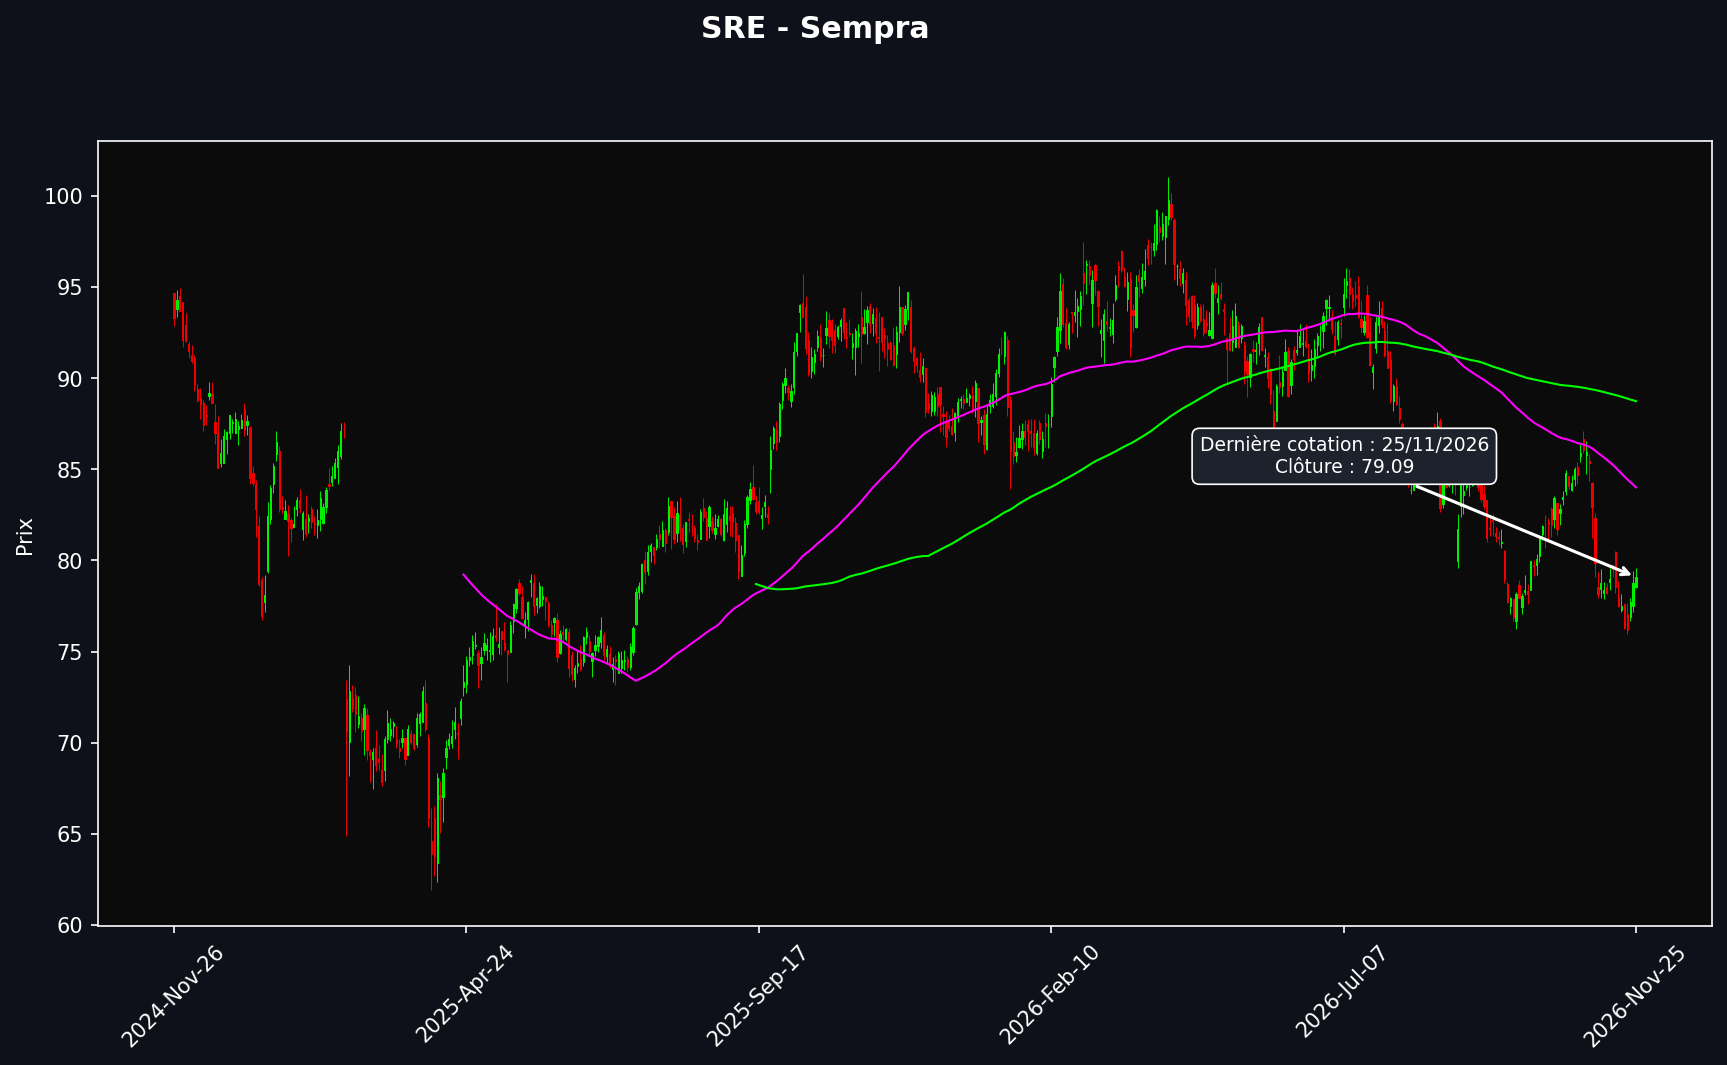 SRE - Sempra
Prix
100
95
90
85
80
75
70
65
60
Dernière cotation : 25/11/2026
Clôture : 79.09
2024-Nov-26
2025-Apr-24
2025-Sep-17
2026-Feb-10
2026-Jul-07
2026-Nov-25